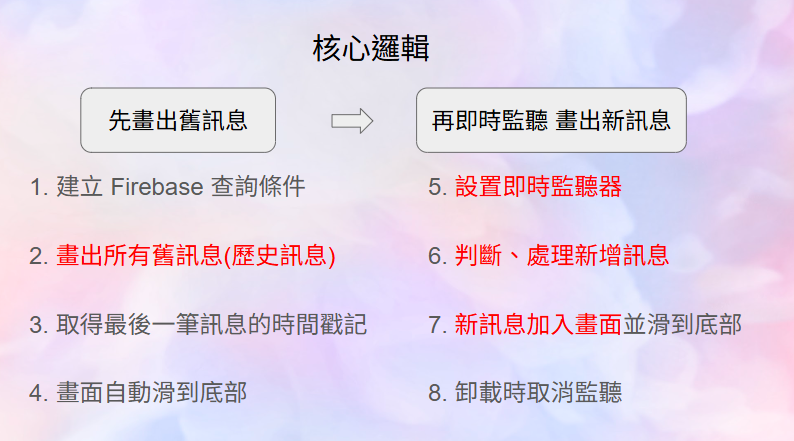 核心邏輯
先畫出舊訊息
再即時監聽 畫出新訊息
1. 建立 Firebase 查詢條件
2. 畫出所有舊訊息(歷史訊息)
3. 取得最後一筆訊息的時間戳記
4. 畫面自動滑到底部
5. 設置即時監聽器
6. 判斷、處理新增訊息
7. 新訊息加入畫面並滑到底部
8. 卸載時取消監聽